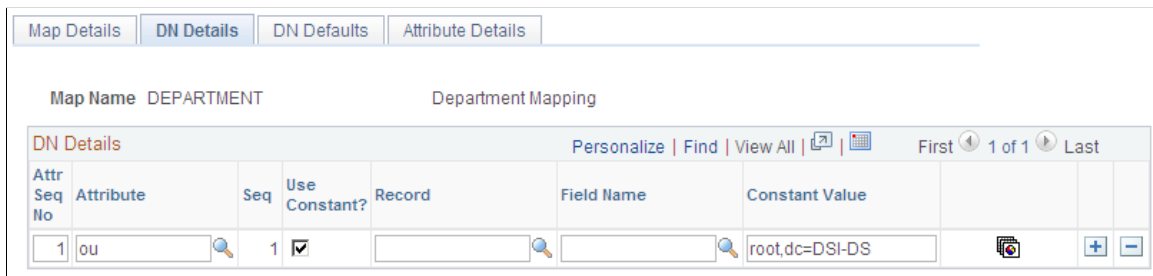 Map Details DN Details DN Defaults Attribute Details
Map Name DEPARTMENT Department Mapping
DN Details Personalize | Find | View All | | First 1 of 1 Last
Attr Seq No Attribute Seq Use Constant? Record Field Name Constant Value
1 ou 1 root,dc=DSI-DS